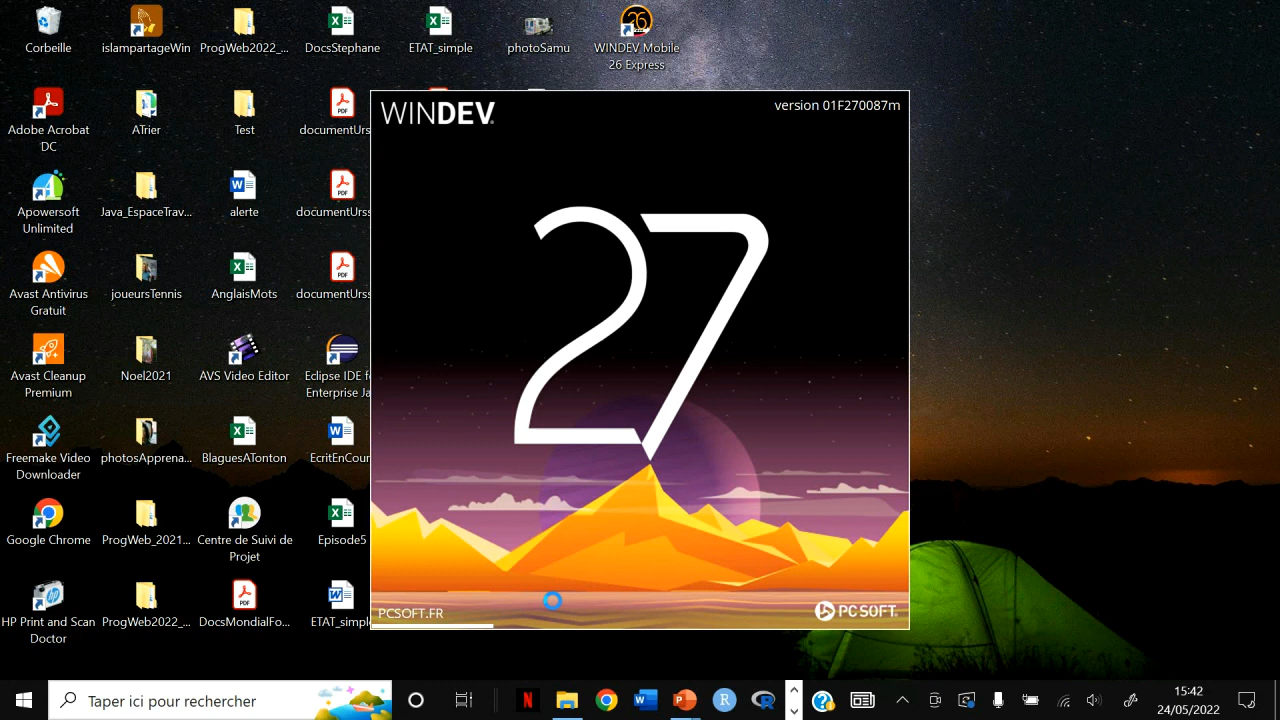 Corbeille
islampartageWin
ProgWeb2022_...
DocsStephane
ETAT_simple
photoSamu
WINDEV Mobile
26 Express
Adobe Acrobat
DC
ATrier
Test
documentUrss
Apowersoft
Unlimited
Java_EspaceTrav...
alerte
documentUrss
Avast Antivirus
Gratuit
joueursTennis
AnglaisMots
documentUrss
Avast Cleanup
Premium
Noel2021
AVS Video Editor
Eclipse IDE f
Enterprise Ja
Freemake Video
Downloader
photosApprena...
BlaguesATonton
EcritEnCour
Google Chrome
ProgWeb_2021...
Centre de Suivi de
Projet
Episode5
HP Print and Scan
Doctor
ProgWeb2022_...
DocsMondialFo...
ETAT_simple
WINDEV
version 01F270087m
27
PCSOFT.FR
PC SOFT
Taper ici pour rechercher
15:42
24/05/2022